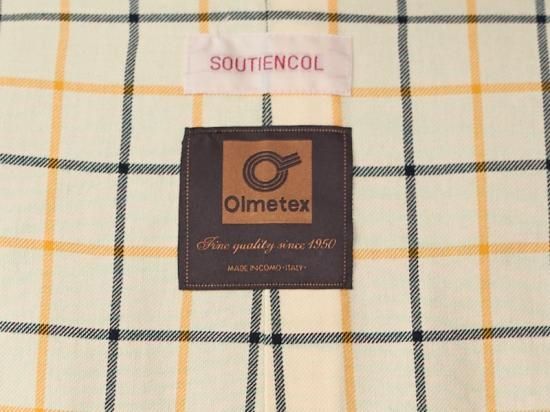 SOUTIENCOL
Olmetex
Fine quality since 1950
MADE IN COMO - ITALY -